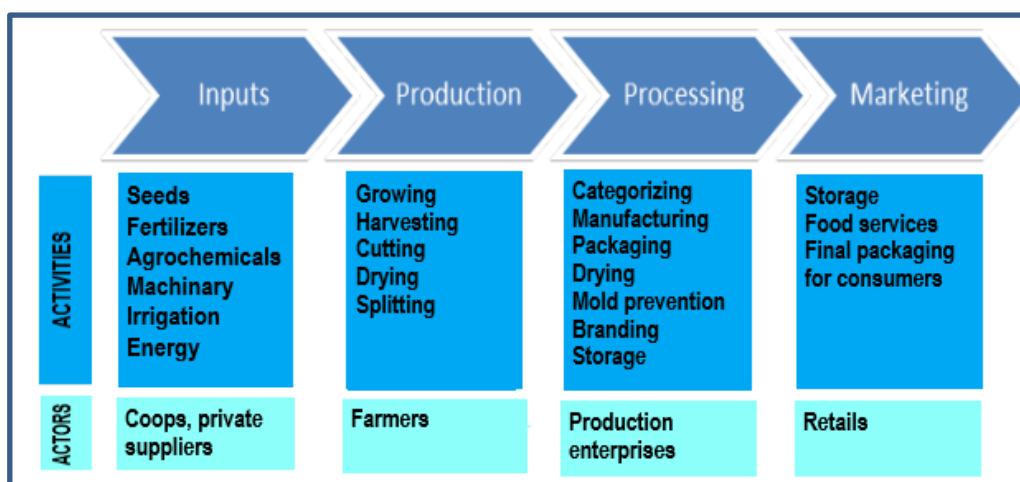 Inputs
Production
Processing
Marketing
ACTIVITIES
Seeds
Fertilizers
Agrochemicals
Machinary
Irrigation
Energy
Growing
Harvesting
Cutting
Drying
Splitting
Categorizing
Manufacturing
Packaging
Drying
Mold prevention
Branding
Storage
Storage
Food services
Final packaging
for consumers
ACTORS
Coops, private
suppliers
Farmers
Production
enterprises
Retails